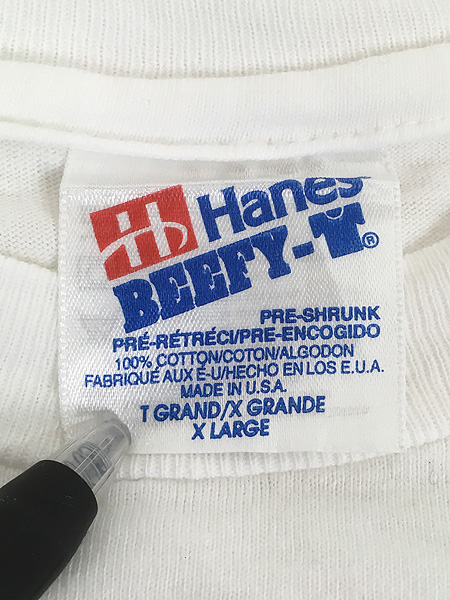 Hanes
BEEFY-T®
PRE-SHRUNK
PRÉ-RÉTRÉCI/PRE-ENCOGIDO
100% COTTON/COTON/ALGODON
FABRIQUÉ AUX É-U/HECHO EN LOS E.U.A.
MADE IN U.S.A.
T GRAND/X GRANDE
X LARGE